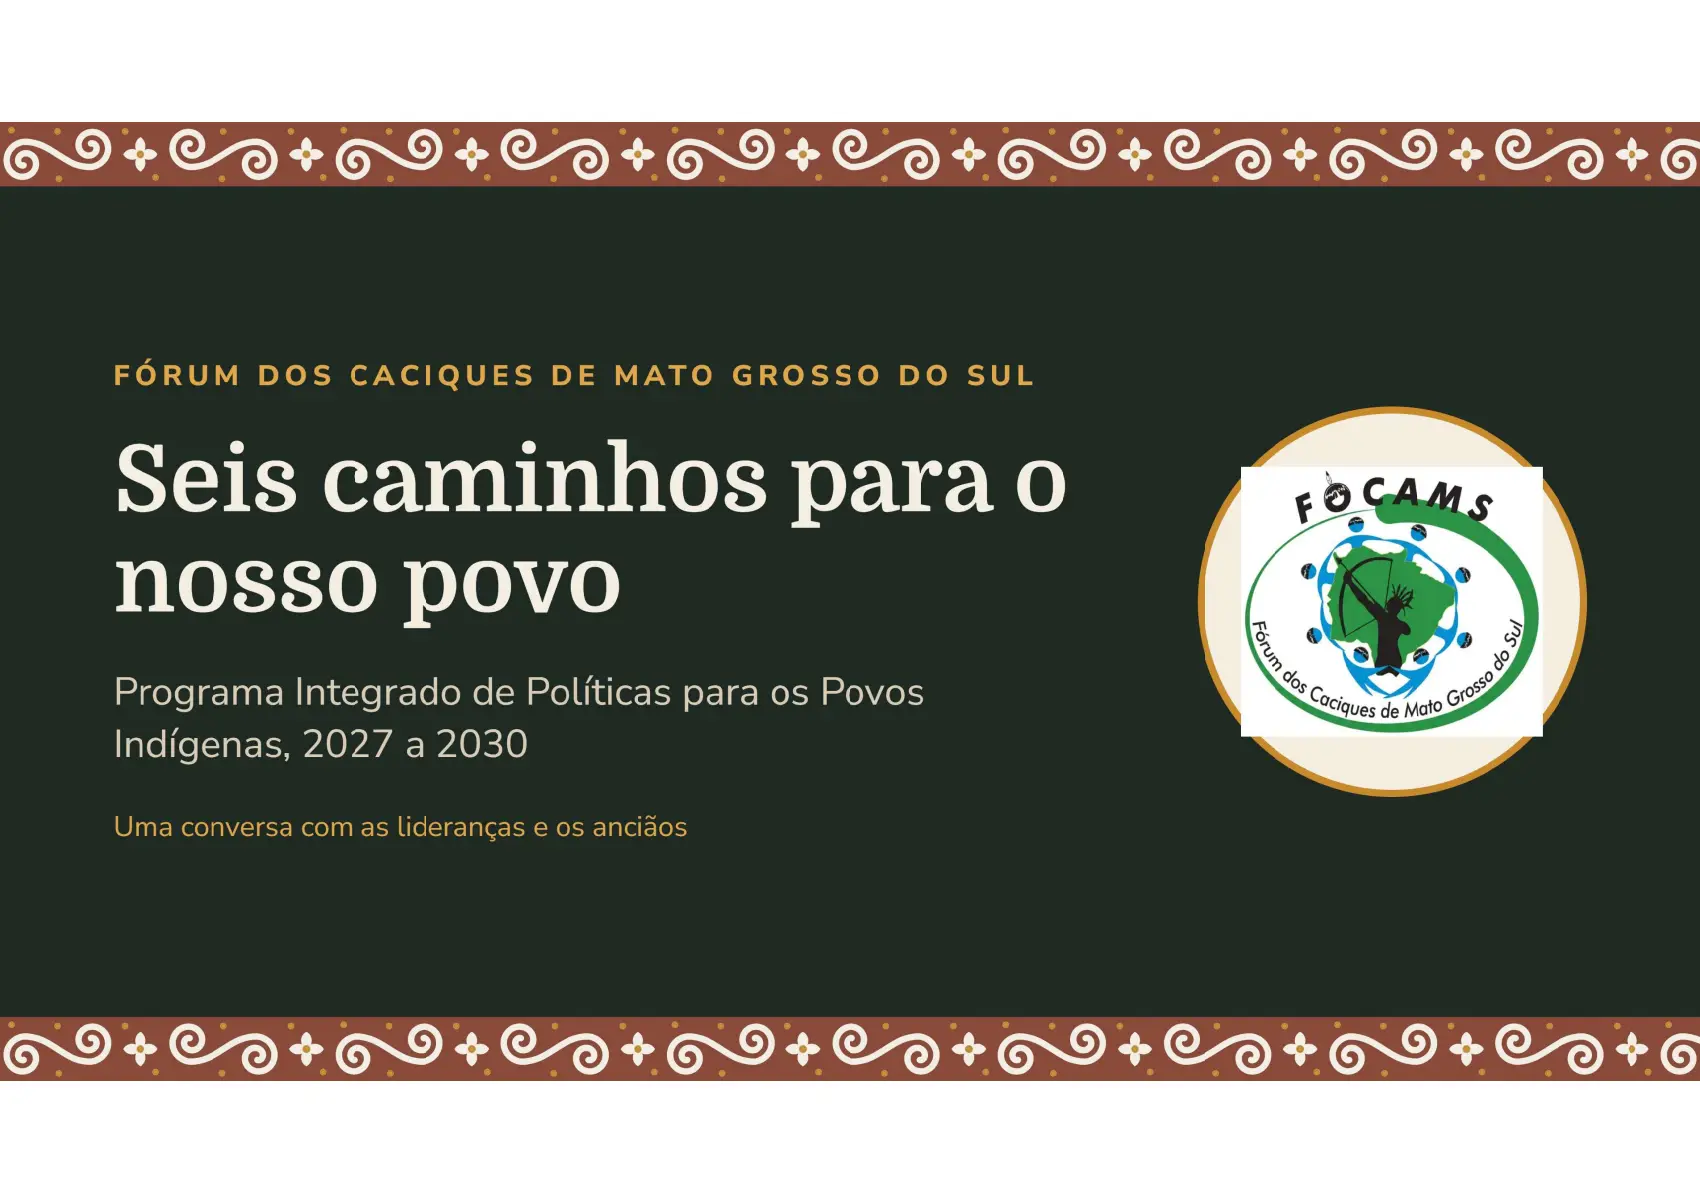 FÓRUM DOS CACIQUES DE MATO GROSSO DO SUL
Seis caminhos para o
nosso povo
Programa Integrado de Políticas para os Povos
Indígenas, 2027 a 2030
Uma conversa com as lideranças e os anciãos
FOCAMS
Fórum dos Caciques de Mato Grosso do Sul